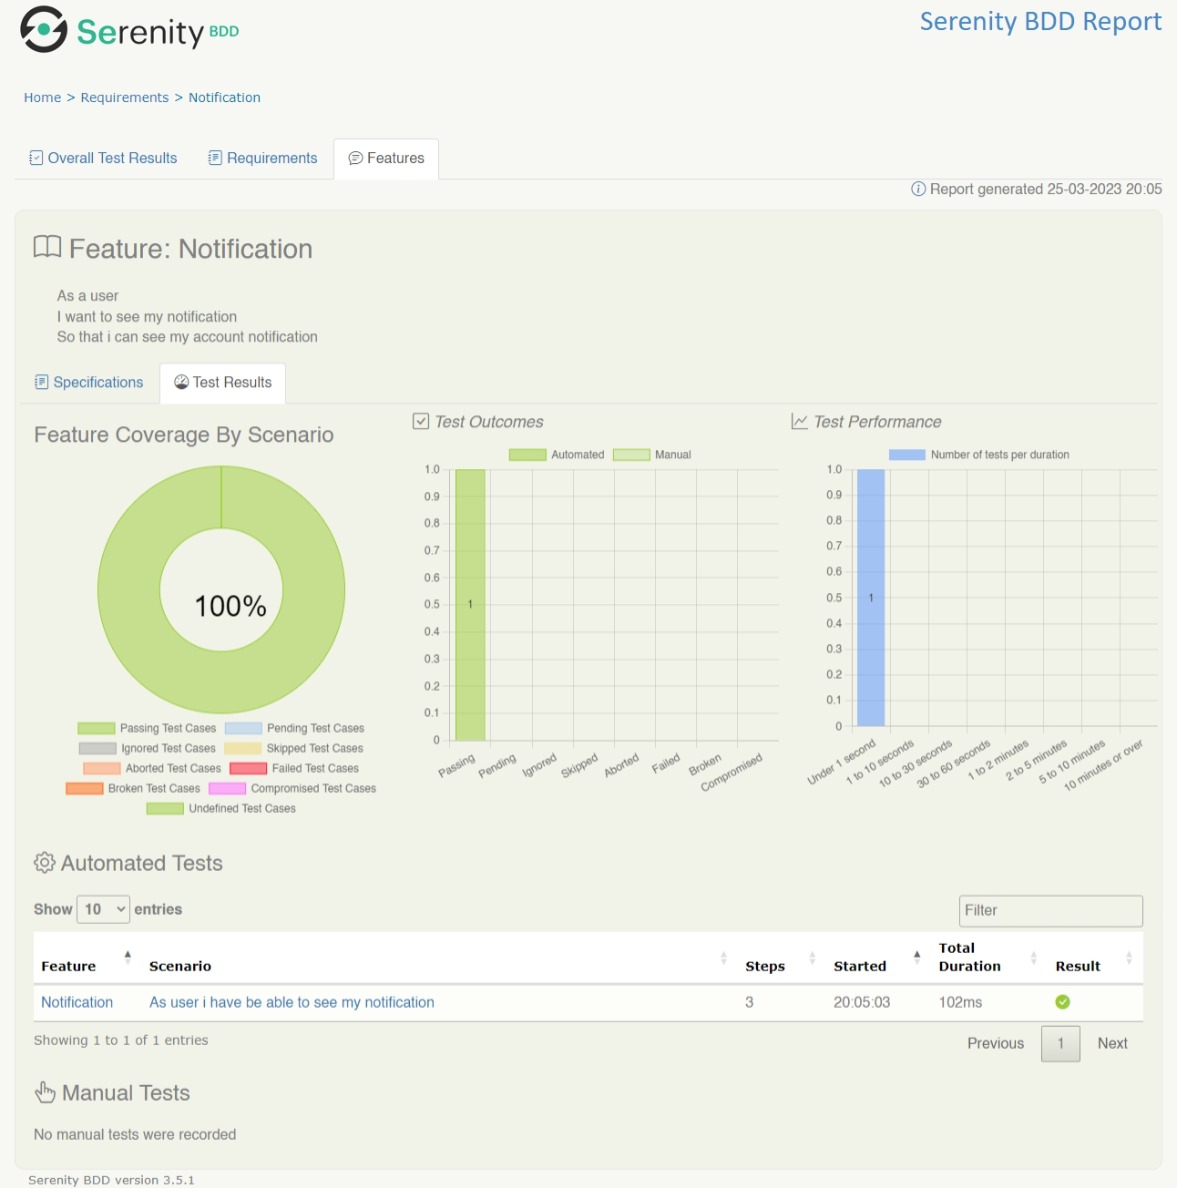 Serenity BDD
Serenity BDD Report
Home > Requirements > Notification
Overall Test Results Requirements Features
Report generated 25-03-2023 20:05
Feature: Notification
As a user
I want to see my notification
So that i can see my account notification
Specifications Test Results
Feature Coverage By Scenario
100%
Passing Test Cases Pending Test Cases
Ignored Test Cases Skipped Test Cases
Aborted Test Cases Failed Test Cases
Broken Test Cases Compromised Test Cases
Undefined Test Cases
Test Outcomes
Automated Manual
1.0
0.9
0.8
0.7
0.6
0.5
0.4
0.3
0.2
0.1
0
1
Passing Pending Ignored Skipped Aborted Failed Broken Compromised
Test Performance
Number of tests per duration
1.0
0.9
0.8
0.7
0.6
0.5
0.4
0.3
0.2
0.1
0
1
Under 1 second 1 to 10 seconds 10 to 30 seconds 30 to 60 seconds 1 to 2 minutes 2 to 5 minutes 5 to 10 minutes 10 minutes or over
Automated Tests
Show 10 entries
Filter
Feature Scenario Steps Started Total Duration Result
Notification As user i have be able to see my notification 3 20:05:03 102ms
Showing 1 to 1 of 1 entries
Previous 1 Next
Manual Tests
No manual tests were recorded
Serenity BDD version 3.5.1